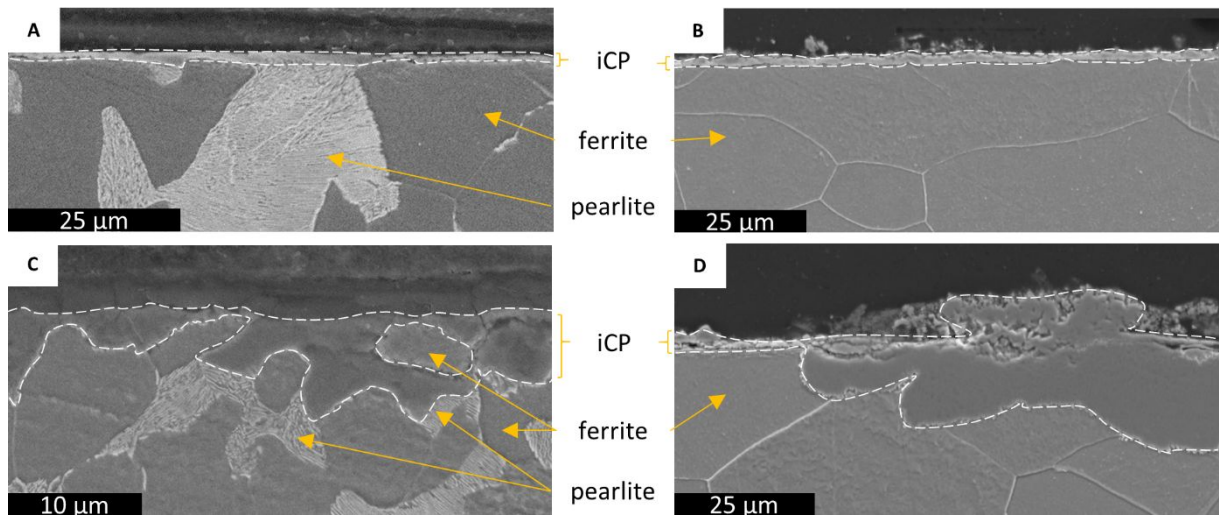 A
B
iCP
ferrite
pearlite
25 µm
25 µm
C
D
iCP
ferrite
pearlite
10 µm
25 µm